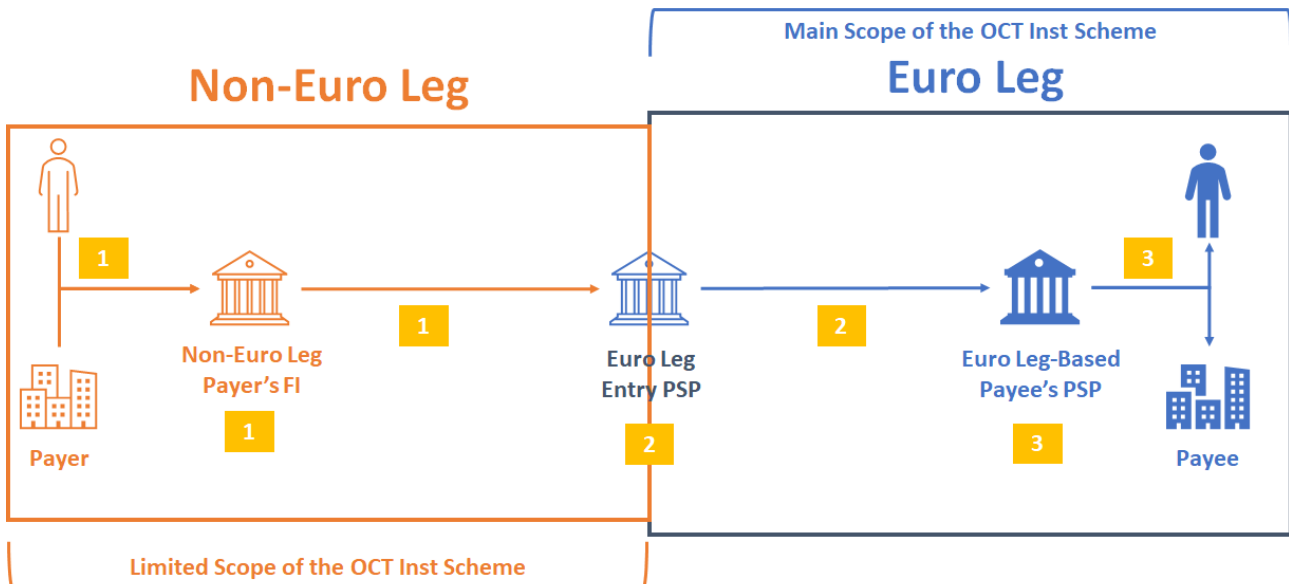 Main Scope of the OCT Inst Scheme
Non-Euro Leg
Euro Leg
1
3
1
2
Non-Euro Leg
Payer's FI
Euro Leg
Entry PSP
Euro Leg-Based
Payee's PSP
1
2
3
Payer
Payee
Limited Scope of the OCT Inst Scheme